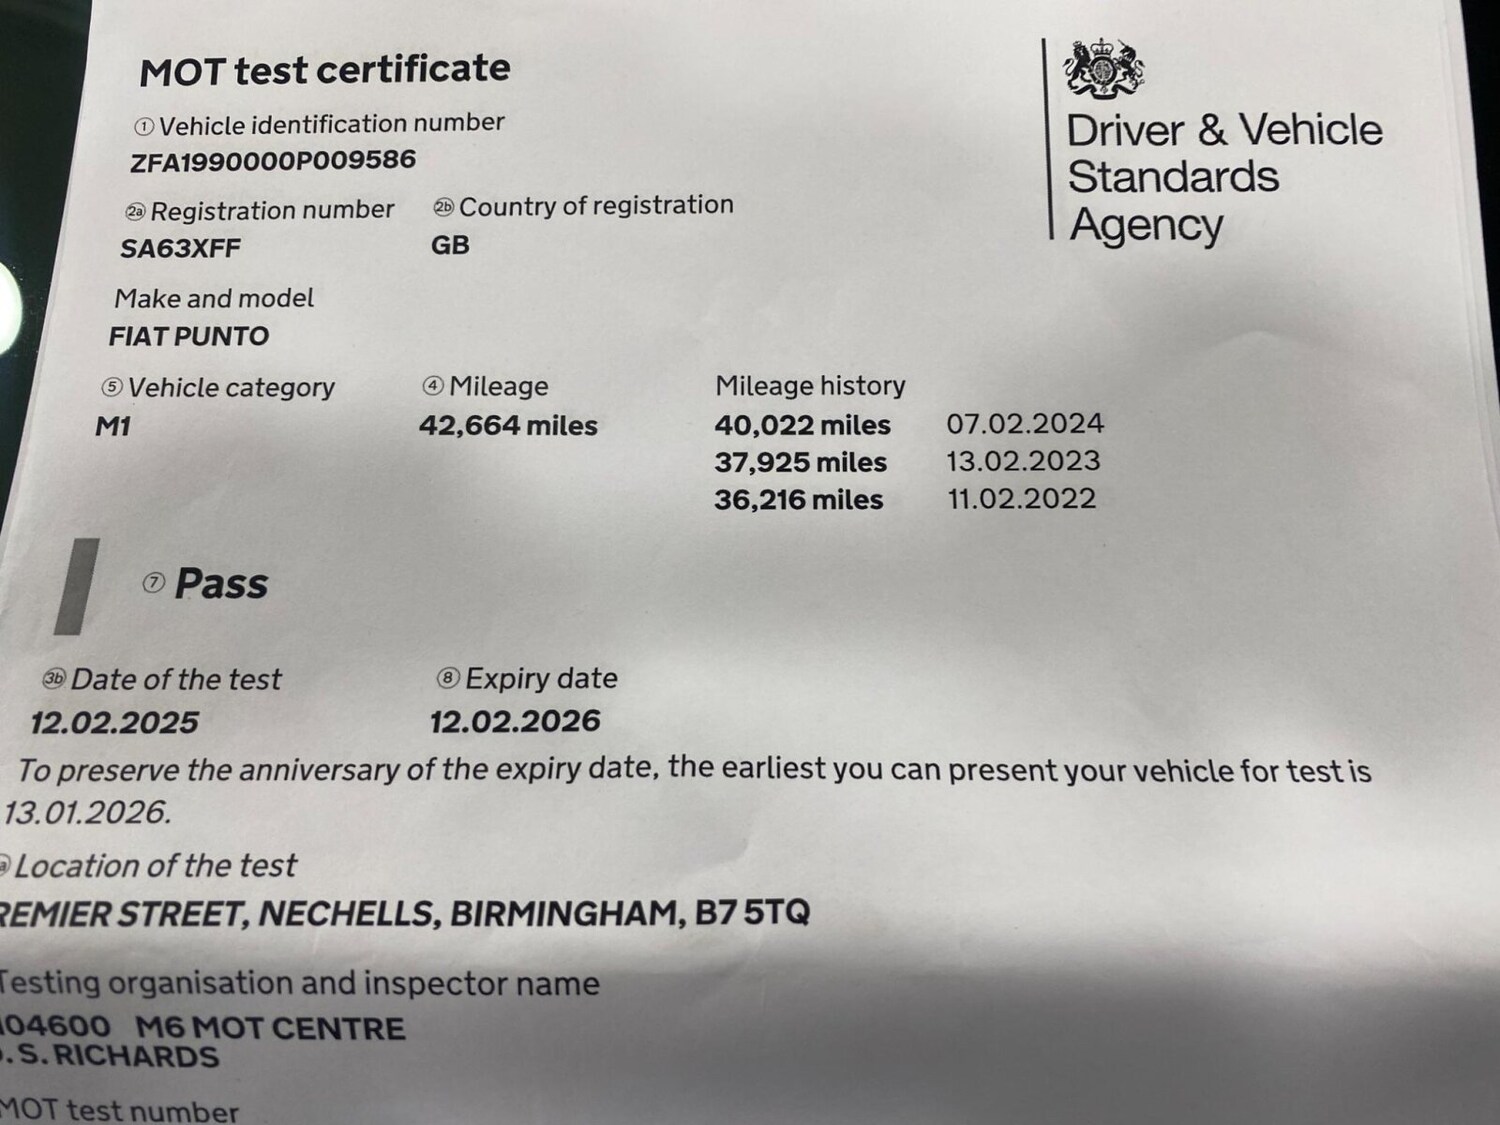 MOT test certificate
① Vehicle identification number
ZFA1990000P009586
2a Registration number 2b Country of registration
SA63XFF GB
Make and model
FIAT PUNTO
⑤ Vehicle category ④ Mileage Mileage history
M1 42,664 miles 40,022 miles 07.02.2024
37,925 miles 13.02.2023
36,216 miles 11.02.2022
⑦ Pass
3b Date of the test ⑧ Expiry date
12.02.2025 12.02.2026
To preserve the anniversary of the expiry date, the earliest you can present your vehicle for test is
13.01.2026.
Location of the test
REMIER STREET, NECHELLS, BIRMINGHAM, B7 5TQ
Testing organisation and inspector name
04600 M6 MOT CENTRE
. S. RICHARDS
MOT test number
Driver & Vehicle
Standards
Agency